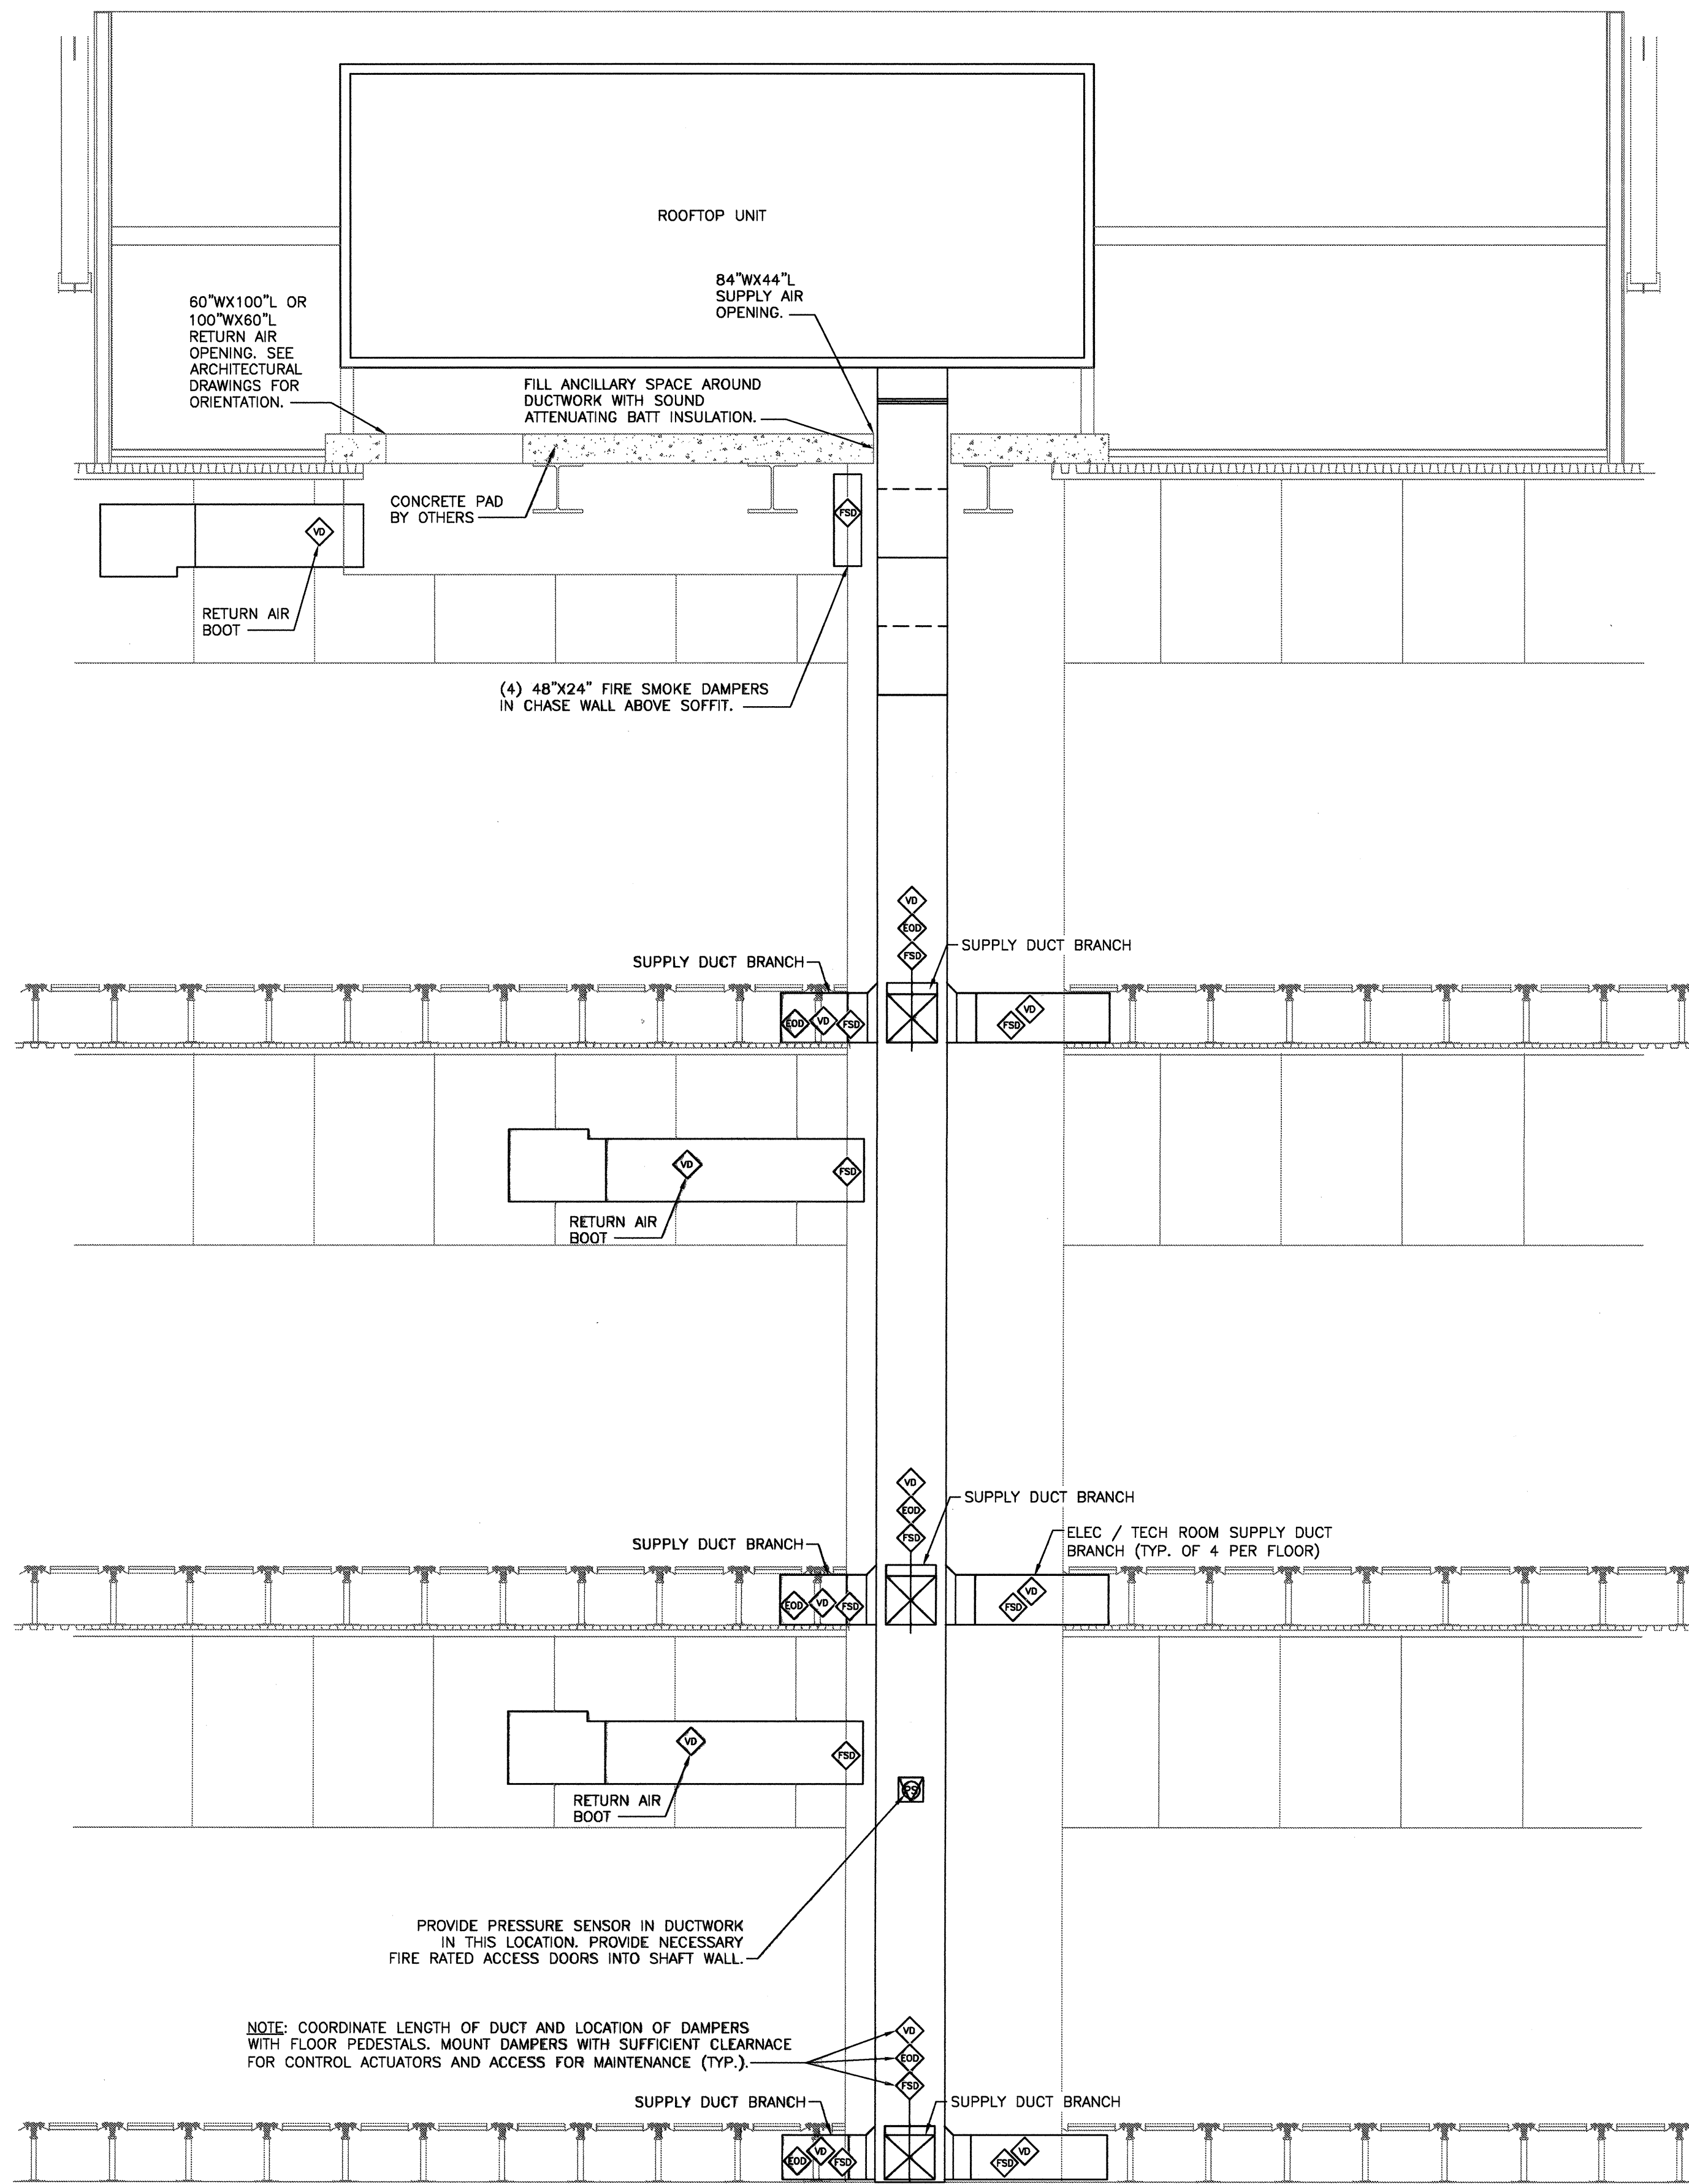 ROOFTOP UNIT
84"WX44"L
SUPPLY AIR
OPENING.
60"WX100"L OR
100"WX60"L
RETURN AIR
OPENING. SEE
ARCHITECTURAL
DRAWINGS FOR
ORIENTATION.
FILL ANCILLARY SPACE AROUND
DUCTWORK WITH SOUND
ATTENUATING BATT INSULATION.
CONCRETE PAD
BY OTHERS
FSD
VD
RETURN AIR
BOOT
(4) 48"X24" FIRE SMOKE DAMPERS
IN CHASE WALL ABOVE SOFFIT.
VD
EOD
FSD
SUPPLY DUCT BRANCH
SUPPLY DUCT BRANCH
EOD
VD
FSD
FSD
VD
VD
FSD
RETURN AIR
BOOT
VD
EOD
FSD
SUPPLY DUCT BRANCH
SUPPLY DUCT BRANCH
ELEC / TECH ROOM SUPPLY DUCT
BRANCH (TYP. OF 4 PER FLOOR)
EOD
VD
FSD
FSD
VD
VD
FSD
RETURN AIR
BOOT
PS
PROVIDE PRESSURE SENSOR IN DUCTWORK
IN THIS LOCATION. PROVIDE NECESSARY
FIRE RATED ACCESS DOORS INTO SHAFT WALL.
NOTE: COORDINATE LENGTH OF DUCT AND LOCATION OF DAMPERS
WITH FLOOR PEDESTALS. MOUNT DAMPERS WITH SUFFICIENT CLEARNACE
FOR CONTROL ACTUATORS AND ACCESS FOR MAINTENANCE (TYP.).
VD
EOD
FSD
SUPPLY DUCT BRANCH
SUPPLY DUCT BRANCH
EOD
VD
FSD
FSD
VD